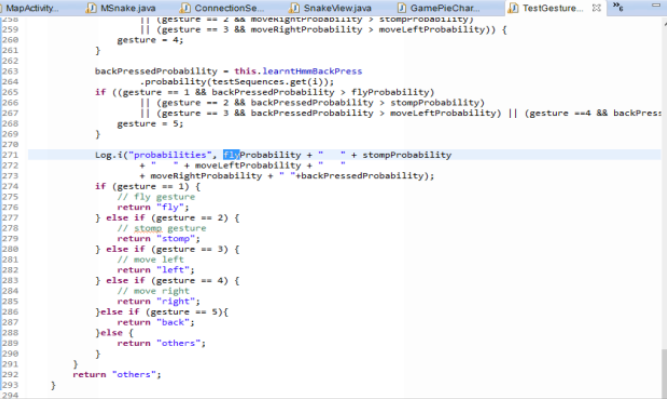 MapActivity...
MSnake.java
ConnectionSe...
SnakeView.java
GamePieChar...
TestGesture...
258 || (gesture == 2 && moveRightProbability > stompProbability)
259 || (gesture == 3 && moveRightProbability > moveLeftProbability)) {
260 gesture = 4;
261 }
262
263 backPressedProbability = this.learntHmmBackPress
264 .probability(testSequences.get(i));
265 if ((gesture == 1 && backPressedProbability > flyProbability)
266 || (gesture == 2 && backPressedProbability > stompProbability)
267 || (gesture == 3 && backPressedProbability > moveLeftProbability) || (gesture ==4 && backPress
268 gesture = 5;
269 }
270
271 Log.i("probabilities", flyProbability + "   " + stompProbability
272 + "   " + moveLeftProbability + "   "
273 + moveRightProbability + " "+backPressedProbability);
274 if (gesture == 1) {
275 // fly gesture
276 return "fly";
277 } else if (gesture == 2) {
278 // stomp gesture
279 return "stomp";
280 } else if (gesture == 3) {
281 // move left
282 return "left";
283 } else if (gesture == 4) {
284 // move right
285 return "right";
286 }else if (gesture == 5){
287 return "back";
288 }else {
289 return "others";
290 }
291 }
292 return "others";
293 }
294